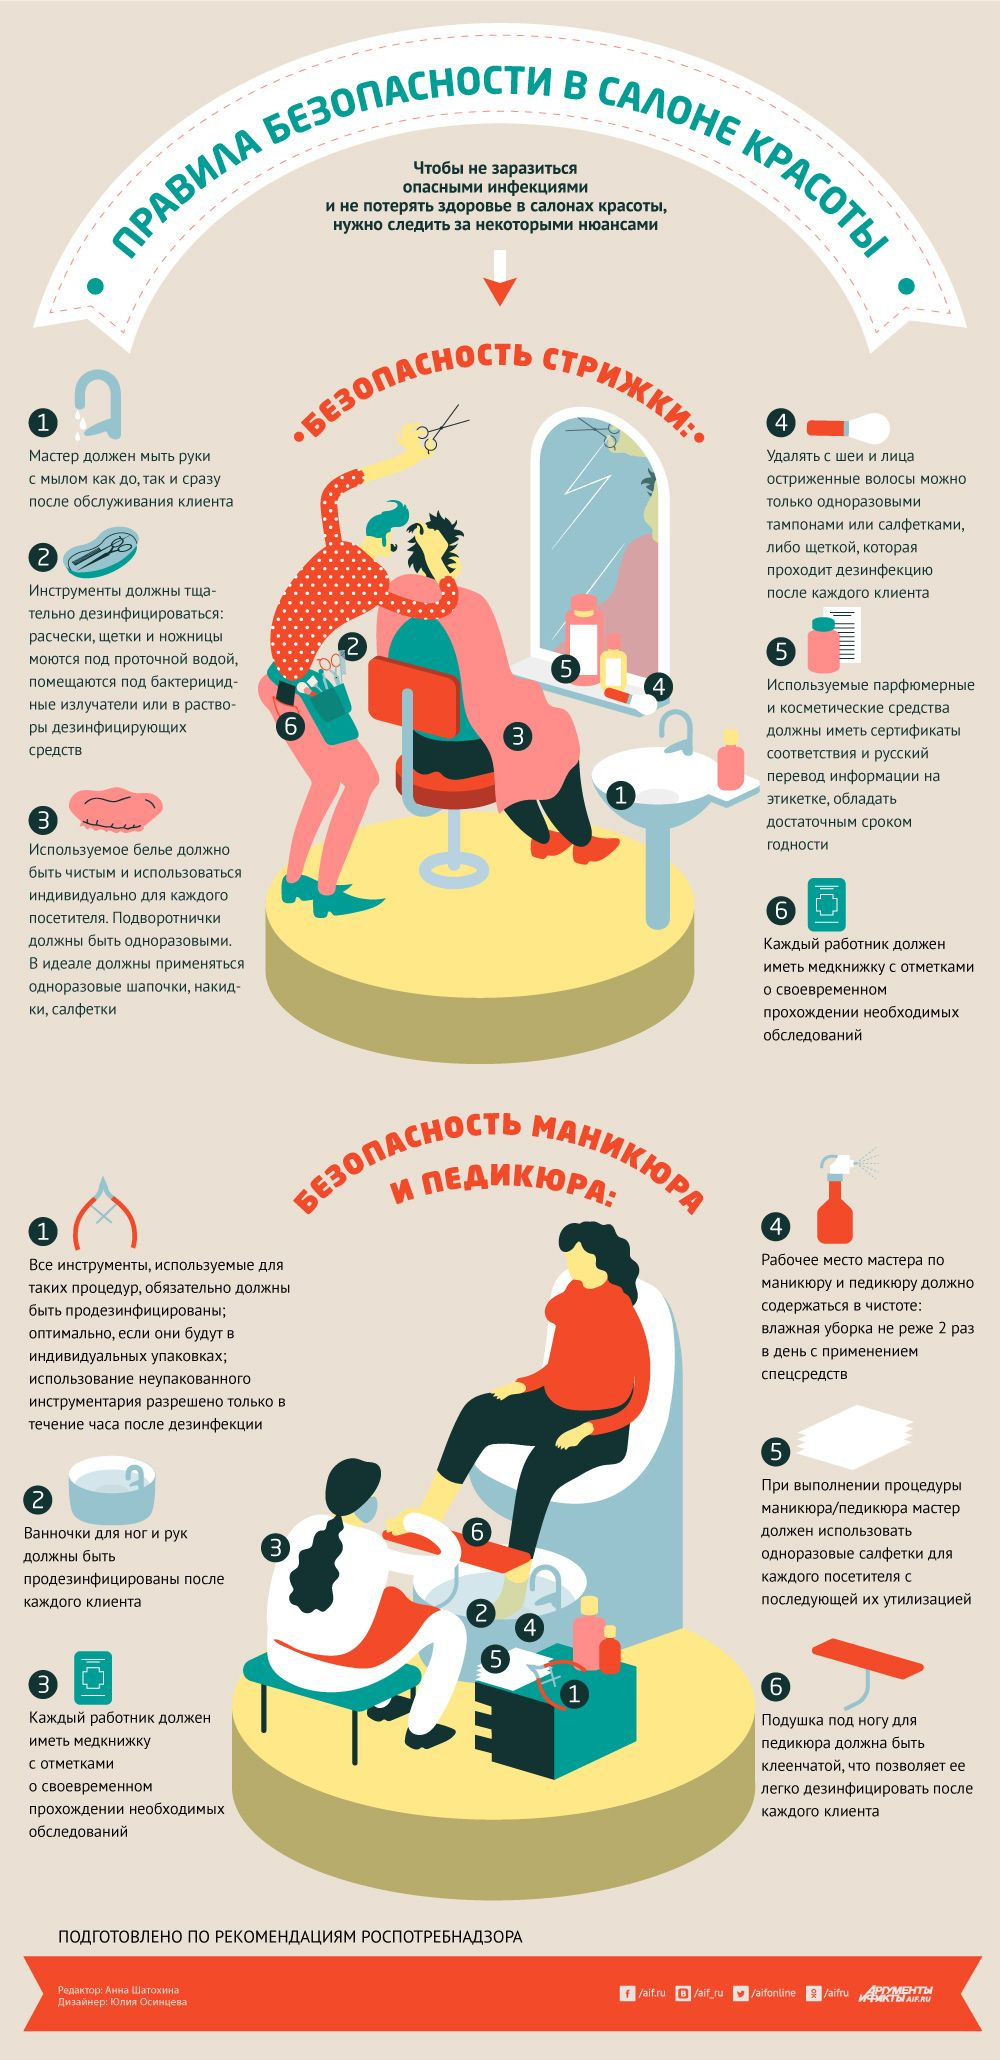 ПРАВИЛА БЕЗОПАСНОСТИ В САЛОНЕ КРАСОТЫ
Чтобы не заразиться
опасными инфекциями
и не потерять здоровье в салонах красоты,
нужно следить за некоторыми нюансами
•БЕЗОПАСНОСТЬ СТРИЖКИ:•
1
Мастер должен мыть руки
с мылом как до, так и сразу
после обслуживания клиента
2
Инструменты должны тща-
тельно дезинфицироваться:
расчески, щетки и ножницы
моются под проточной водой,
помещаются под бактерицид-
ные излучатели или в раство-
ры дезинфицирующих
средств
3
Используемое белье должно
быть чистым и использоваться
индивидуально для каждого
посетителя. Подворотнички
должны быть одноразовыми.
В идеале должны применяться
одноразовые шапочки, накид-
ки, салфетки
2
6
5
4
3
1
4
Удалять с шеи и лица
остриженные волосы можно
только одноразовыми
тампонами или салфетками,
либо щеткой, которая
проходит дезинфекцию
после каждого клиента
5
Используемые парфюмерные
и косметические средства
должны иметь сертификаты
соответствия и русский
перевод информации на
этикетке, обладать
достаточным сроком
годности
6
Каждый работник должен
иметь медкнижку с отметками
о своевременном
прохождении необходимых
обследований
БЕЗОПАСНОСТЬ МАНИКЮРА
И ПЕДИКЮРА:
1
Все инструменты, используемые для
таких процедур, обязательно должны
быть продезинфицированы;
оптимально, если они будут в
индивидуальных упаковках;
использование неупакованного
инструментария разрешено только в
течение часа после дезинфекции
2
Ванночки для ног и рук
должны быть
продезинфицированы после
каждого клиента
3
Каждый работник должен
иметь медкнижку
с отметками
о своевременном
прохождении необходимых
обследований
3
6
2
4
5
1
4
Рабочее место мастера по
маникюру и педикюру должно
содержаться в чистоте:
влажная уборка не реже 2 раз
в день с применением
спецсредств
5
При выполнении процедуры
маникюра/педикюра мастер
должен использовать
одноразовые салфетки для
каждого посетителя с
последующей их утилизацией
6
Подушка под ногу для
педикюра должна быть
клеенчатой, что позволяет ее
легко дезинфицировать после
каждого клиента
ПОДГОТОВЛЕНО ПО РЕКОМЕНДАЦИЯМ РОСПОТРЕБНАДЗОРА
Редактор: Анна Шатохина
Дизайнер: Юлия Осинцева
/aif.ru /aif_ru /aifonline /aifru
АРГУМЕНТЫ
И ФАКТЫ AIF.RU